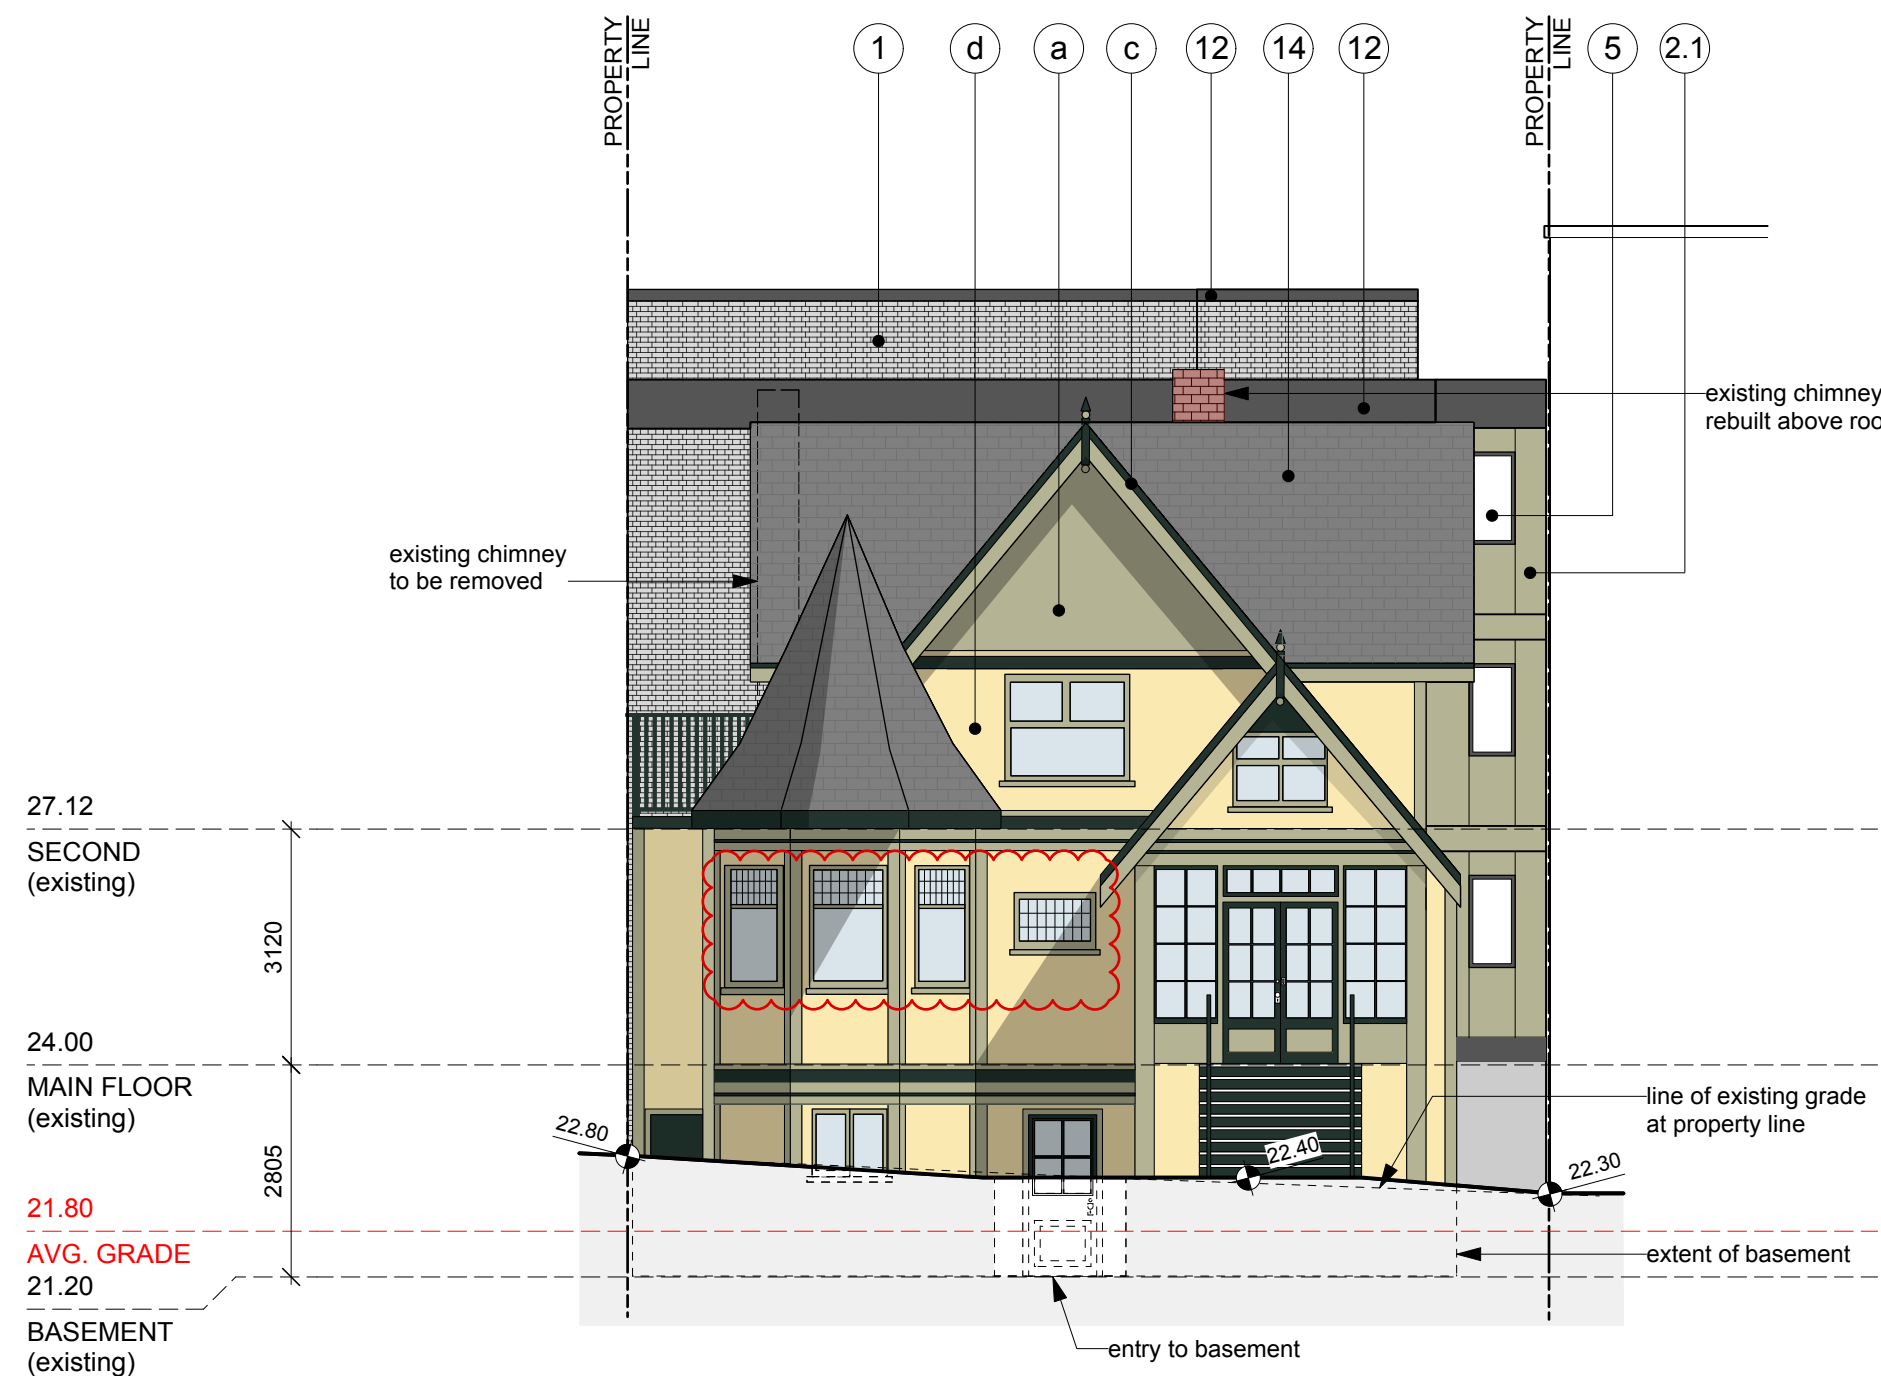 PROPERTY
LINE
1
d
a
c
12
14
12
PROPERTY
LINE
5
2.1
existing chimney
rebuilt above roo
existing chimney
to be removed
27.12
SECOND
(existing)
3120
24.00
MAIN FLOOR
(existing)
2805
22.80
22.40
22.30
line of existing grade
at property line
21.80
AVG. GRADE
21.20
BASEMENT
(existing)
extent of basement
entry to basement